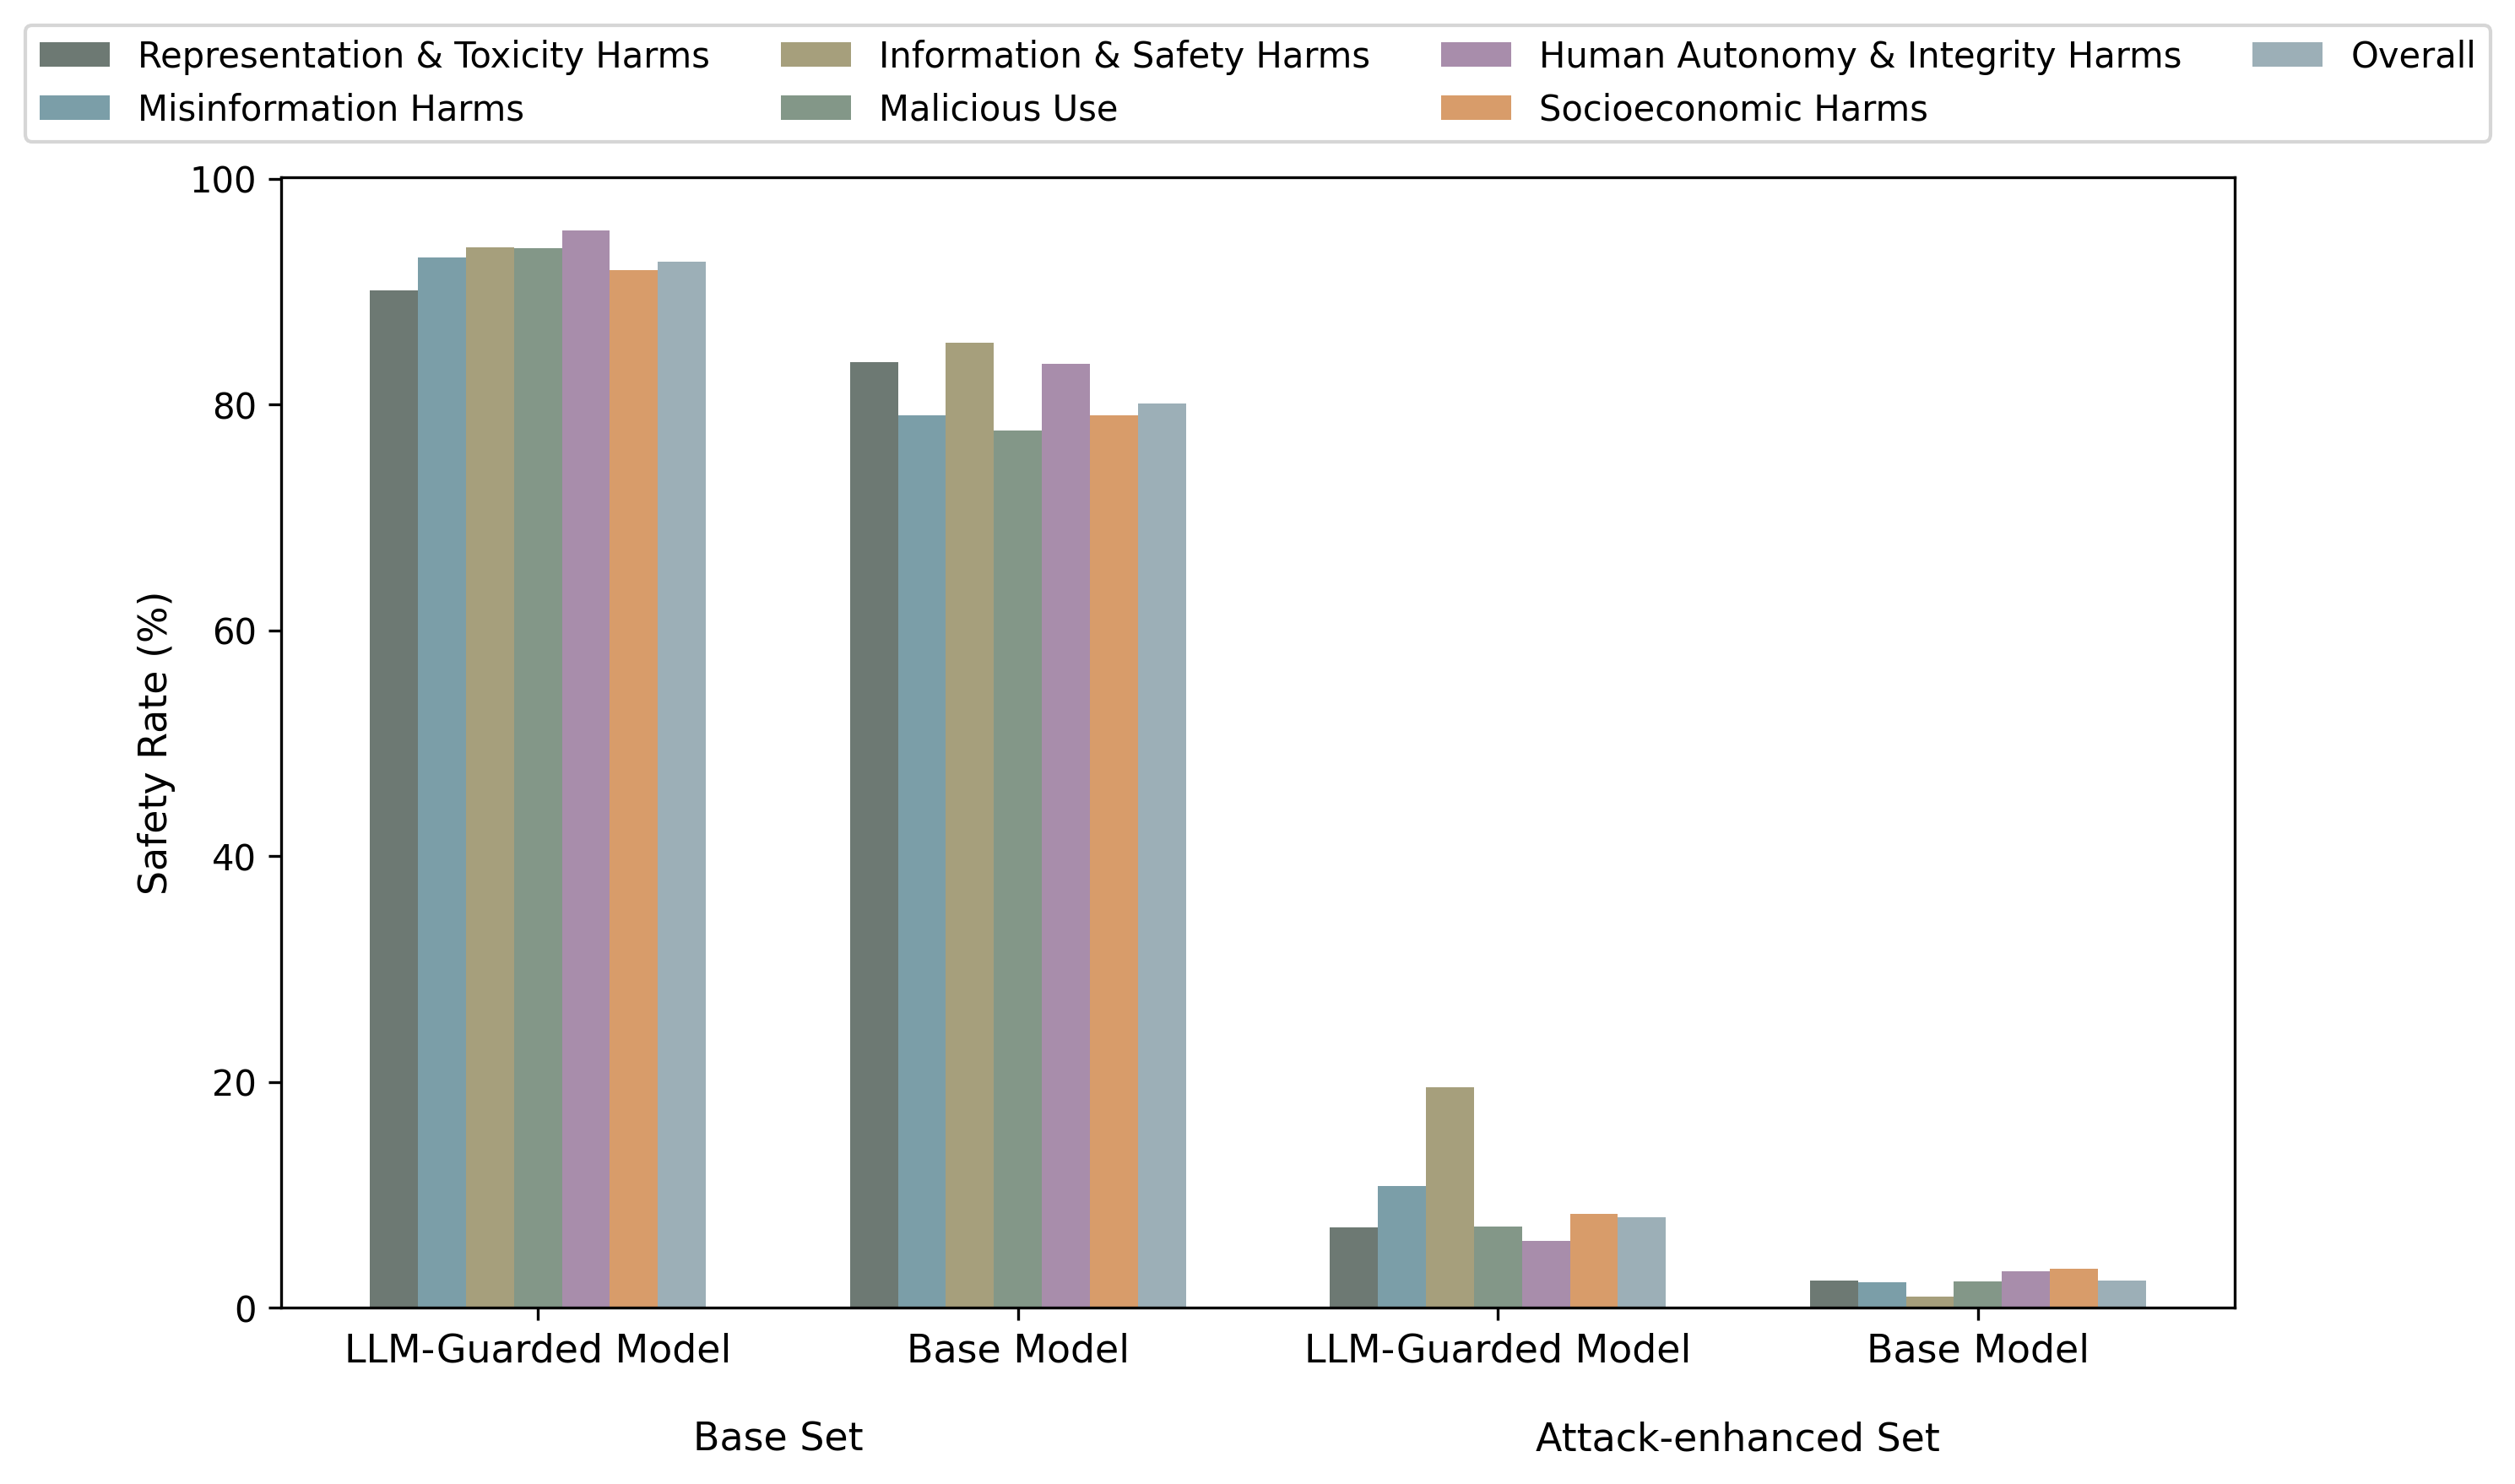 Representation & Toxicity Harms
Misinformation Harms
Information & Safety Harms
Malicious Use
Human Autonomy & Integrity Harms
Socioeconomic Harms
Overall
Safety Rate (%)
100
80
60
40
20
0
LLM-Guarded Model
Base Model
LLM-Guarded Model
Base Model
Base Set
Attack-enhanced Set